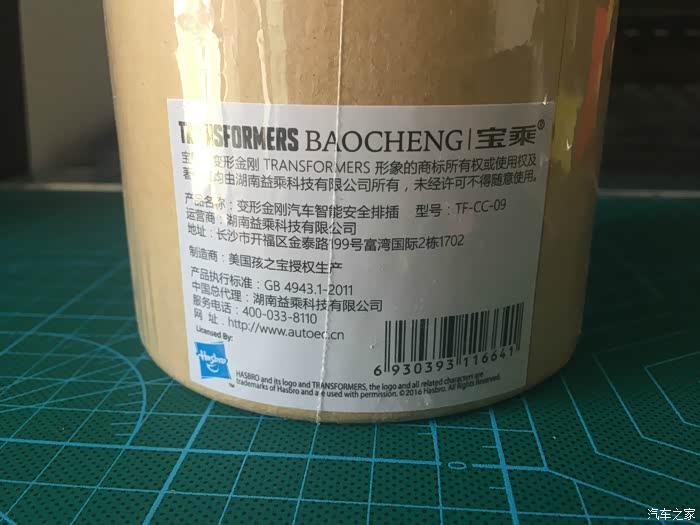 TRANSFORMERS BAOCHENG|宝乘®
变形金刚 TRANSFORMERS 形象的商标所有权或使用权及
著 均由湖南益乘科技有限公司所有，未经许可不得随意使用。
产品名称：变形金刚汽车智能安全排插 型号：TF-CC-09
运营商：湖南益乘科技有限公司
地址：长沙市开福区金泰路199号富湾国际2栋1702
制造商：美国孩之宝授权生产
产品执行标准：GB 4943.1-2011
中国总代理：湖南益乘科技有限公司
服务电话：400-033-8110
网 址．http://www.autoec.cn
Licensed By:
Hasbro
™
HASBRO and its logo and TRANSFORMERS, the logo and all related characters are
trademarks of Hasbro and are used with permission. ©2016 Hasbro. All Rights Reserved.
6 930393 116641
10
汽车之家